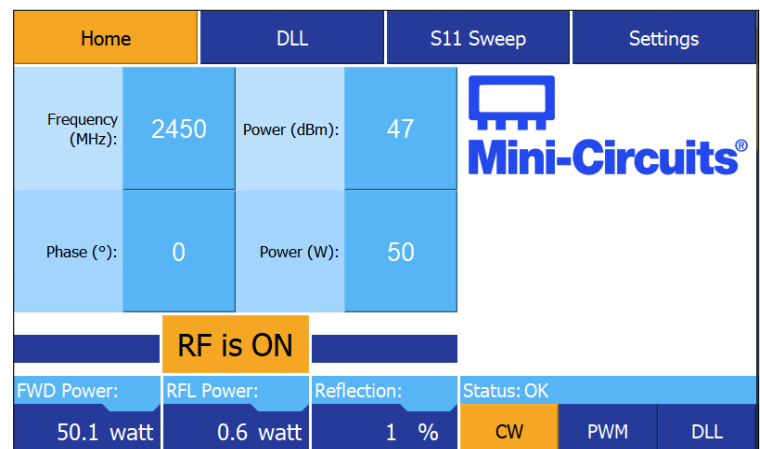 Home DLL S11 Sweep Settings
Frequency
(MHz): 2450 Power (dBm): 47
Mini-Circuits®
Phase (°): 0 Power (W): 50
RF is ON
FWD Power: RFL Power: Reflection: Status: OK
50.1 watt 0.6 watt 1 % CW PWM DLL